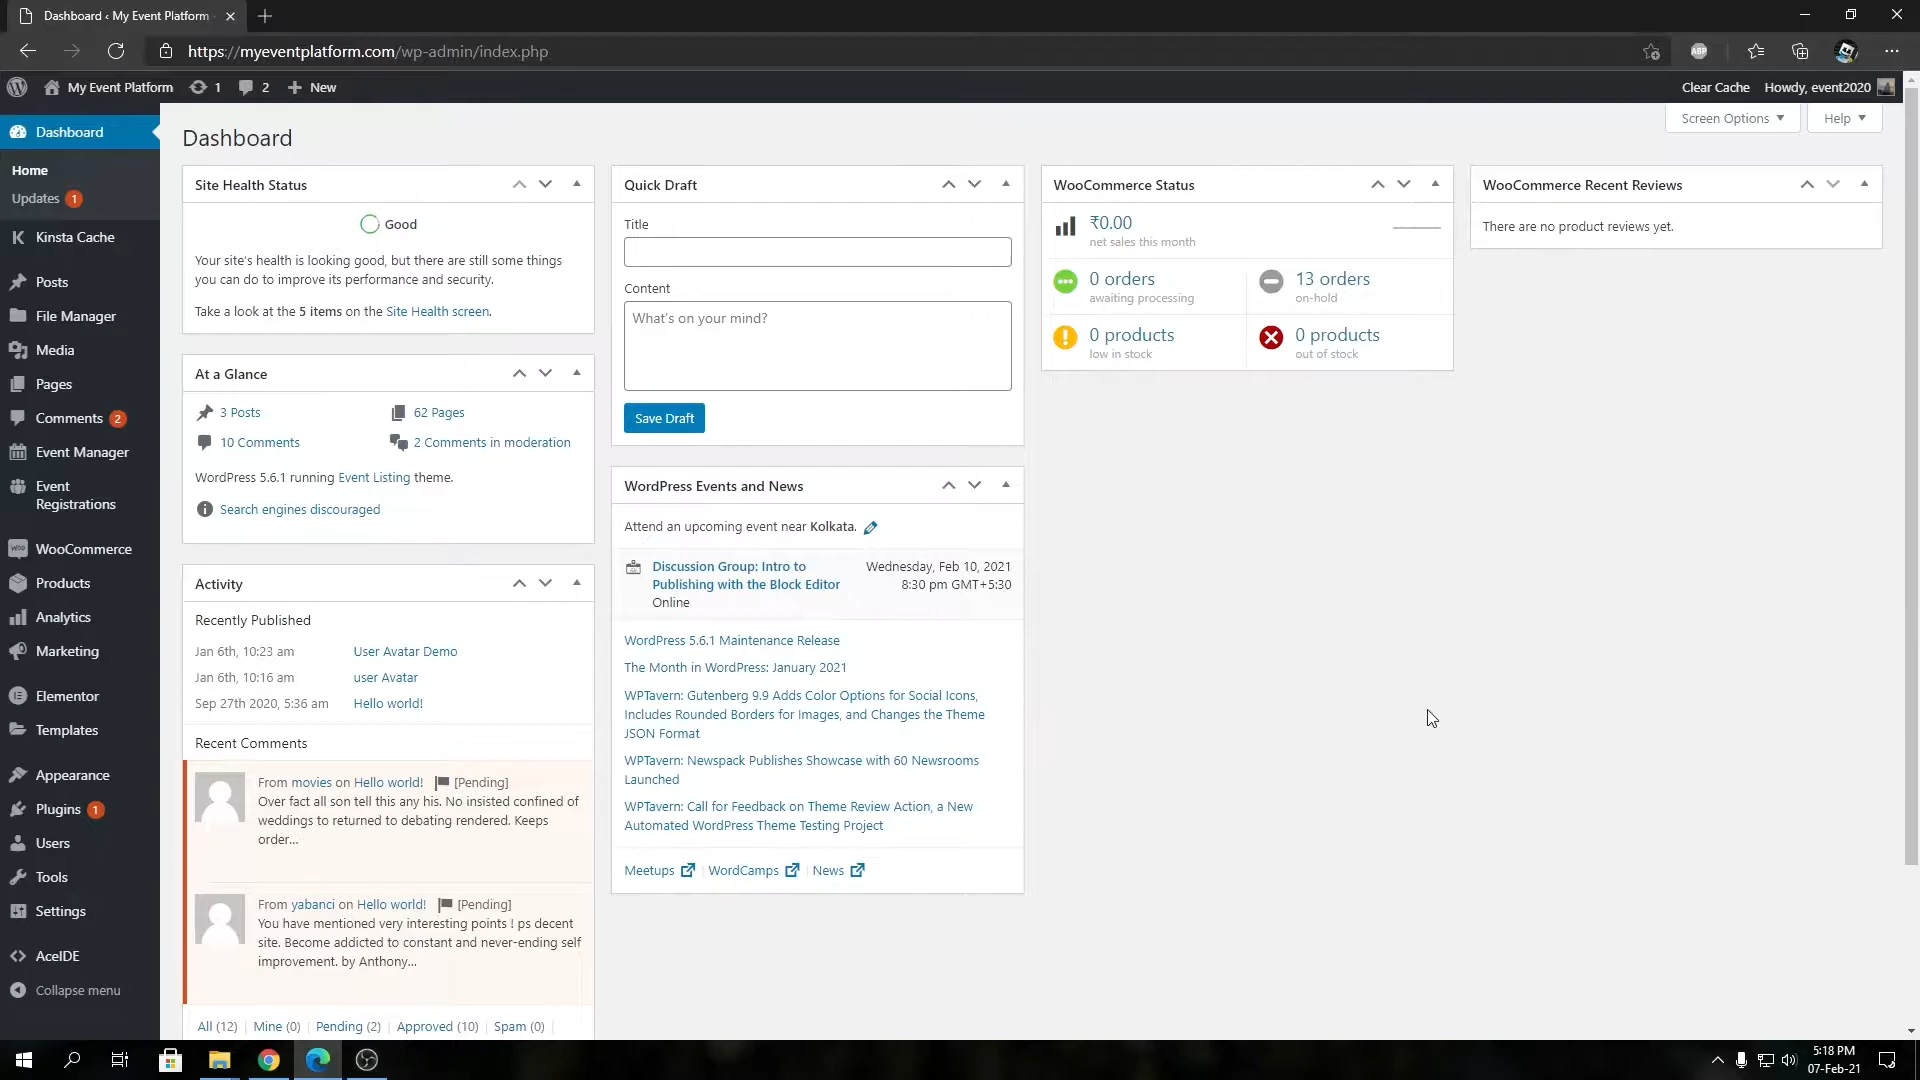 Dashboard ‹ My Event Platform
https://myeventplatform.com/wp-admin/index.php
ABP
My Event Platform 1 2 New
Clear Cache Howdy, event2020
Dashboard
Home
Updates 1
Kinsta Cache
Posts
File Manager
Media
Pages
Comments 2
Event Manager
Event
Registrations
WooCommerce
Products
Analytics
Marketing
Elementor
Templates
Appearance
Plugins 1
Users
Tools
Settings
AceIDE
Collapse menu
Screen Options
Help
Dashboard
Site Health Status
Good
Your site's health is looking good, but there are still some things
you can do to improve its performance and security.
Take a look at the 5 items on the Site Health screen.
At a Glance
3 Posts
62 Pages
10 Comments
2 Comments in moderation
WordPress 5.6.1 running Event Listing theme.
Search engines discouraged
Activity
Recently Published
Jan 6th, 10:23 am User Avatar Demo
Jan 6th, 10:16 am user Avatar
Sep 27th 2020, 5:36 am Hello world!
Recent Comments
From movies on Hello world! [Pending]
Over fact all son tell this any his. No insisted confined of
weddings to returned to debating rendered. Keeps
order...
From yabanci on Hello world! [Pending]
You have mentioned very interesting points ! ps decent
site. Become addicted to constant and never-ending self
improvement. by Anthony...
All (12) | Mine (0) | Pending (2) | Approved (10) | Spam (0) |
Quick Draft
Title
Content
What's on your mind?
Save Draft
WordPress Events and News
Attend an upcoming event near Kolkata.
Discussion Group: Intro to
Publishing with the Block Editor
Online
Wednesday, Feb 10, 2021
8:30 pm GMT+5:30
WordPress 5.6.1 Maintenance Release
The Month in WordPress: January 2021
WPTavern: Gutenberg 9.9 Adds Color Options for Social Icons,
Includes Rounded Borders for Images, and Changes the Theme
JSON Format
WPTavern: Newspack Publishes Showcase with 60 Newsrooms
Launched
WPTavern: Call for Feedback on Theme Review Action, a New
Automated WordPress Theme Testing Project
Meetups | WordCamps | News
WooCommerce Status
₹0.00
net sales this month
0 orders
awaiting processing
13 orders
on-hold
0 products
low in stock
0 products
out of stock
WooCommerce Recent Reviews
There are no product reviews yet.
5:18 PM
07-Feb-21